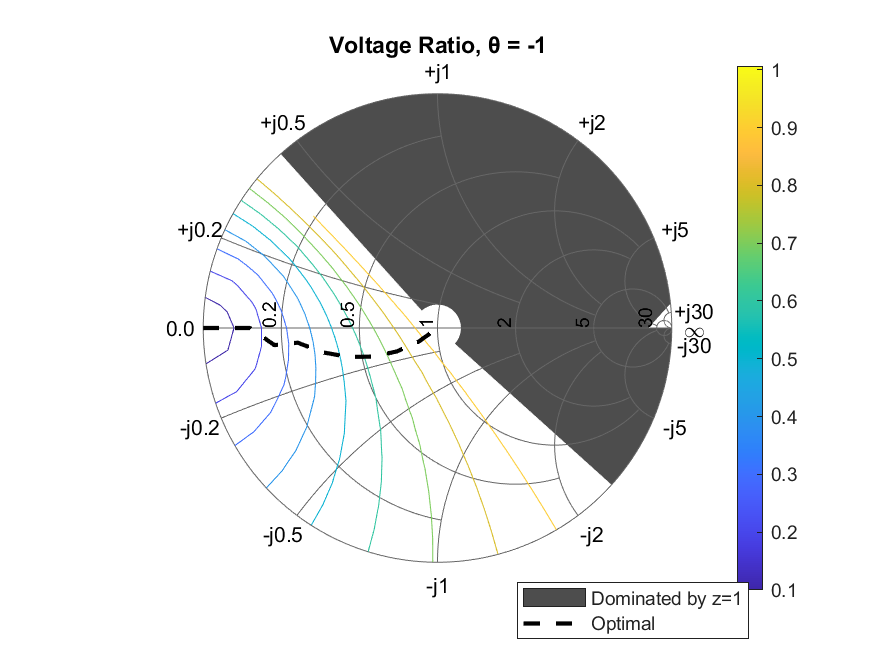 Voltage Ratio, θ = -1
+j1
+j0.5
+j2
+j0.2
+j5
0.0
0.2
0.5
1
2
5
30
+j30
∞
-j30
-j0.2
-j5
-j0.5
-j2
-j1
1
0.9
0.8
0.7
0.6
0.5
0.4
0.3
0.2
0.1
Dominated by z=1
Optimal